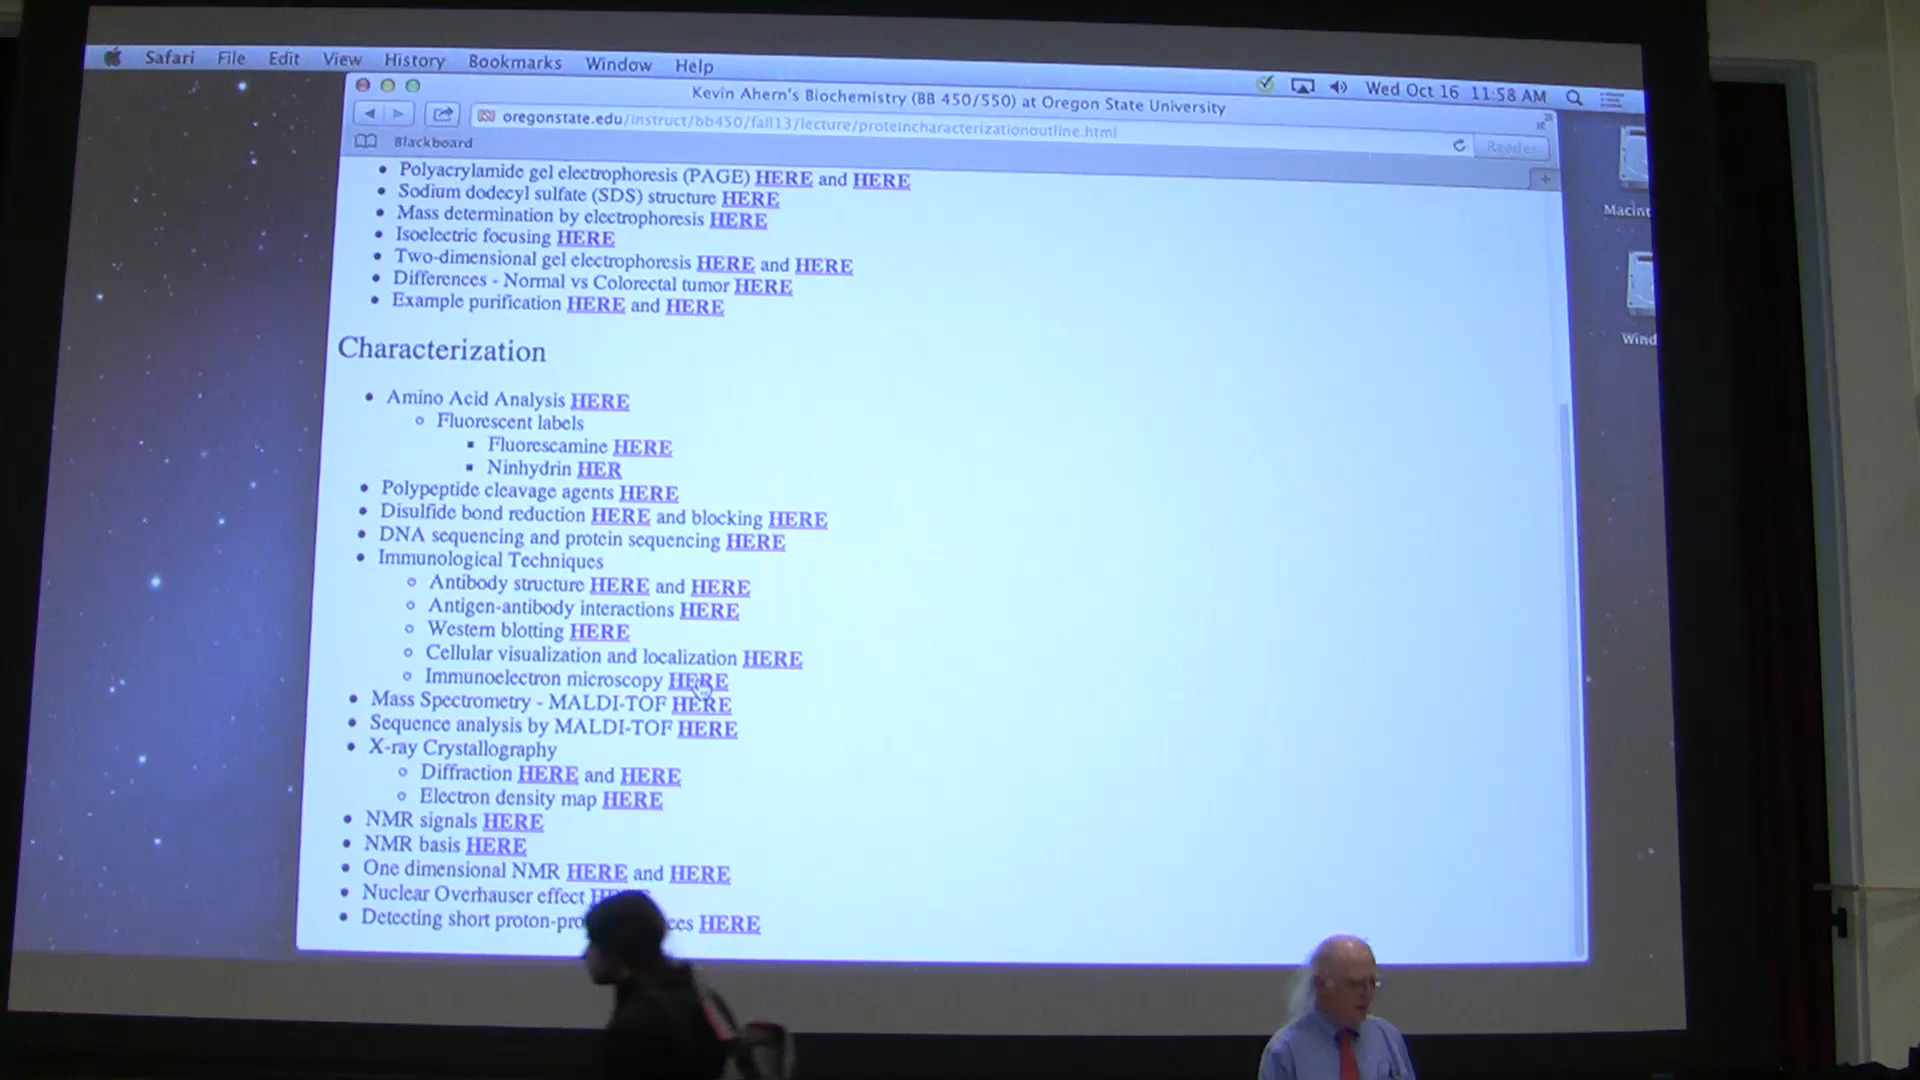 Safari File Edit View History Bookmarks Window Help
Wed Oct 16 11:58 AM
Kevin Ahern's Biochemistry (BB 450/550) at Oregon State University
oregonstate.edu/instruct/bb450/fall13/lecture/proteincharacterizationoutline.html
Reader
Blackboard
Polyacrylamide gel electrophoresis (PAGE) HERE and HERE
Sodium dodecyl sulfate (SDS) structure HERE
Mass determination by electrophoresis HERE
Isoelectric focusing HERE
Two-dimensional gel electrophoresis HERE and HERE
Differences - Normal vs Colorectal tumor HERE
Example purification HERE and HERE
Characterization
Amino Acid Analysis HERE
Fluorescent labels
Fluorescamine HERE
Ninhydrin HER
Polypeptide cleavage agents HERE
Disulfide bond reduction HERE and blocking HERE
DNA sequencing and protein sequencing HERE
Immunological Techniques
Antibody structure HERE and HERE
Antigen-antibody interactions HERE
Western blotting HERE
Cellular visualization and localization HERE
Immunoelectron microscopy HERE
Mass Spectrometry - MALDI-TOF HERE
Sequence analysis by MALDI-TOF HERE
X-ray Crystallography
Diffraction HERE and HERE
Electron density map HERE
NMR signals HERE
NMR basis HERE
One dimensional NMR HERE and HERE
Nuclear Overhauser effect
Detecting short proton-pro ces HERE
Macint
Wind